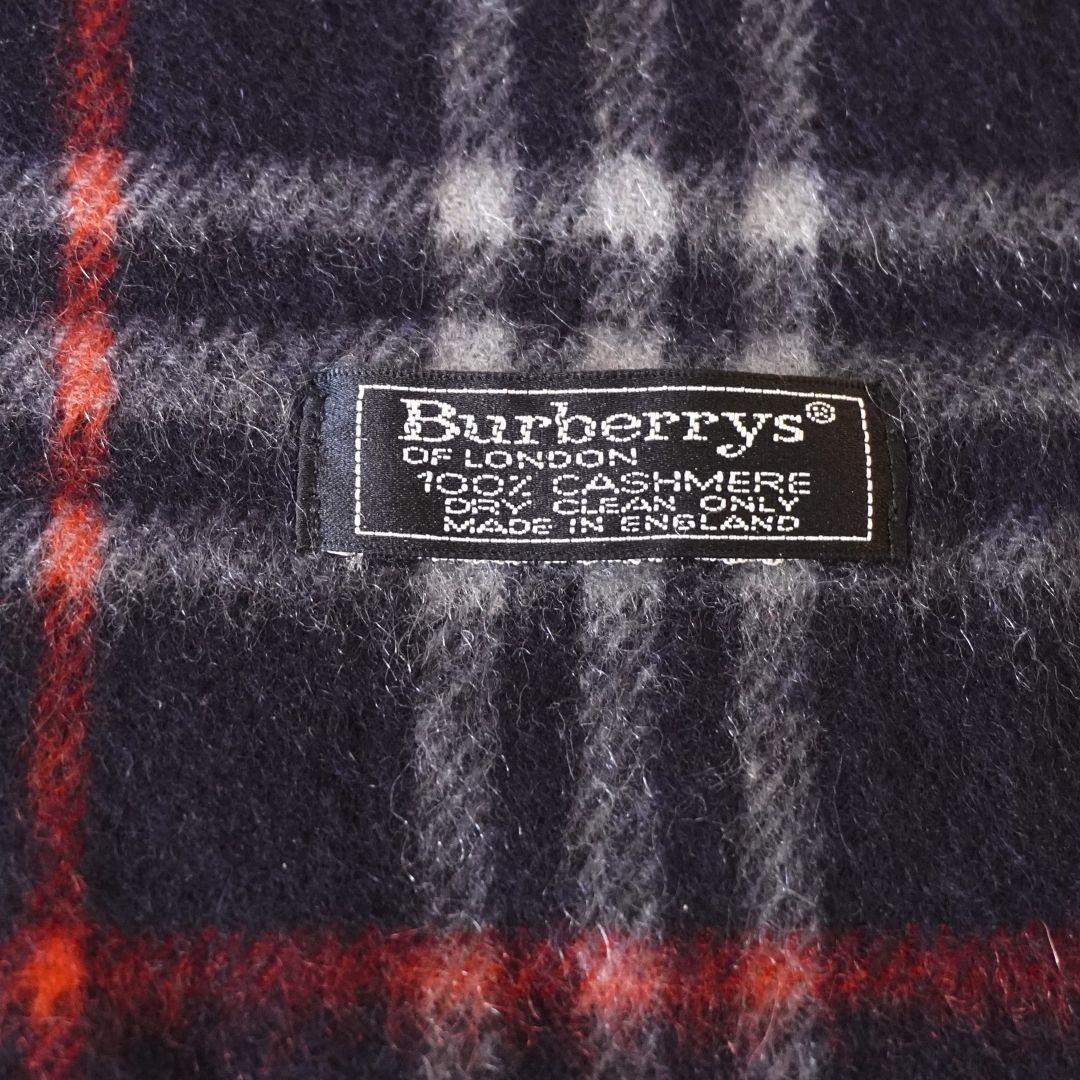 Burberrys®
OF LONDON
100% CASHMERE
DRY CLEAN ONLY
MADE IN ENGLAND